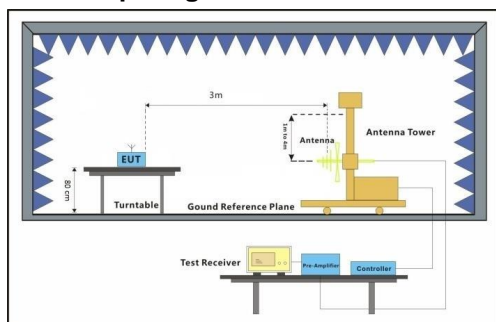 3m
1m to 4m
Antenna
Antenna Tower
EUT
80 cm
Turntable
Gound Reference Plane
Test Receiver
Pre-Amplifier
Controller